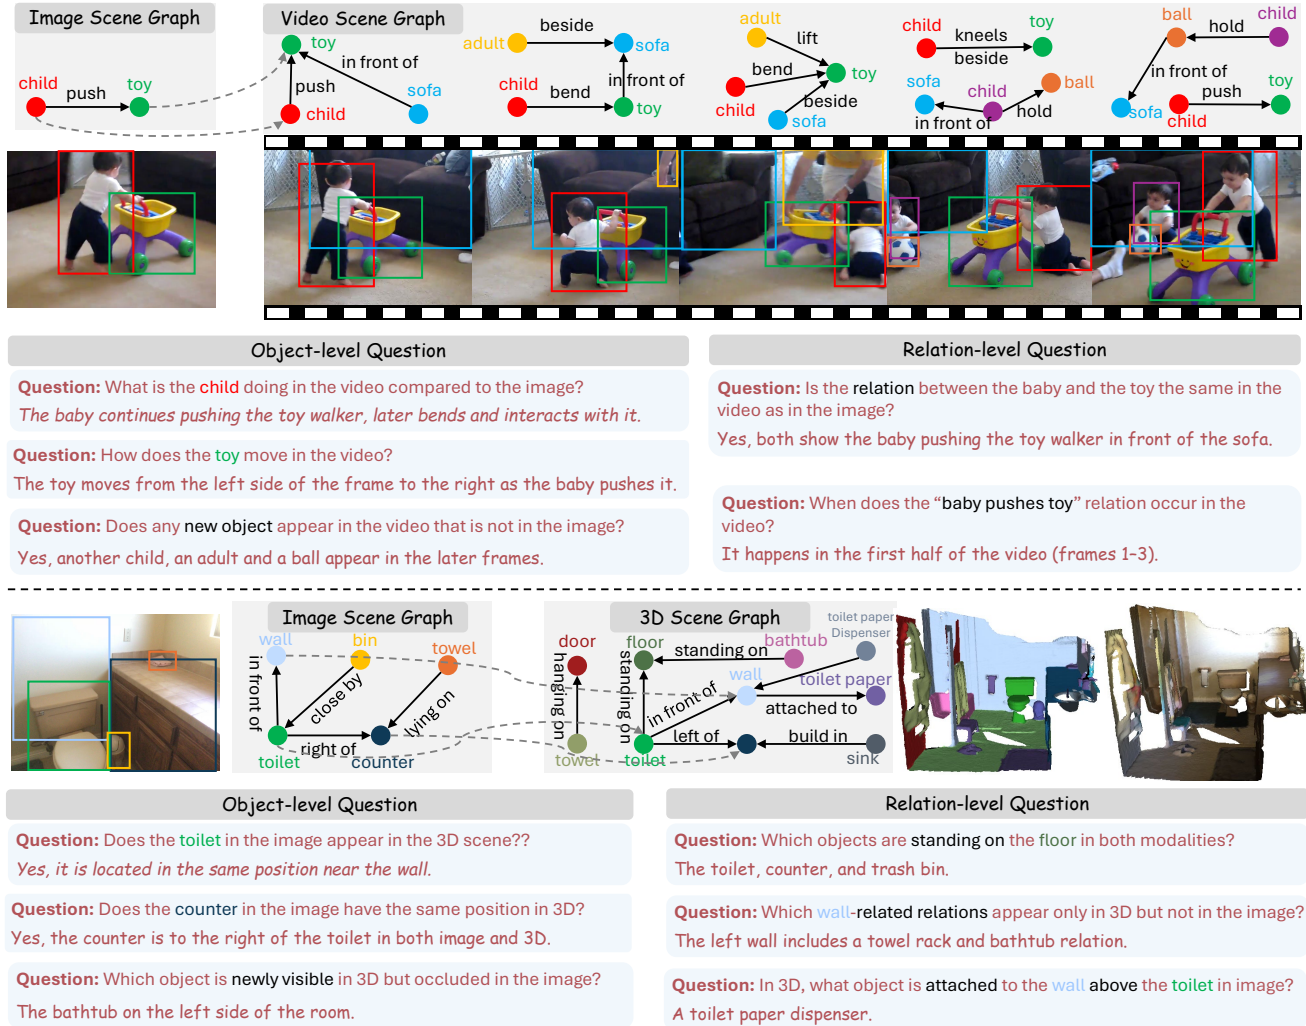 Image Scene Graph
child
push
toy
Video Scene Graph
toy
in front of
push
sofa
child
adult
beside
sofa
in front of
child
bend
toy
adult
lift
bend
toy
child
beside
sofa
child
kneels
beside
toy
sofa
child
ball
in front of
hold
ball
hold
child
in front of
sofa
push
toy
child
Object-level Question
Question: What is the child doing in the video compared to the image?
The baby continues pushing the toy walker, later bends and interacts with it.
Question: How does the toy move in the video?
The toy moves from the left side of the frame to the right as the baby pushes it.
Question: Does any new object appear in the video that is not in the image?
Yes, another child, an adult and a ball appear in the later frames.
Relation-level Question
Question: Is the relation between the baby and the toy the same in the
video as in the image?
Yes, both show the baby pushing the toy walker in front of the sofa.
Question: When does the “baby pushes toy” relation occur in the
video?
It happens in the first half of the video (frames 1–3).
Image Scene Graph
wall
bin
towel
in front of
close by
lying on
right of
toilet
counter
3D Scene Graph
door
floor
bathtub
toilet paper
Dispenser
hanging on
standing on
standing on
wall
toilet paper
in front of
attached to
left of
build in
towel
toilet
sink
Object-level Question
Question: Does the toilet in the image appear in the 3D scene??
Yes, it is located in the same position near the wall.
Question: Does the counter in the image have the same position in 3D?
Yes, the counter is to the right of the toilet in both image and 3D.
Question: Which object is newly visible in 3D but occluded in the image?
The bathtub on the left side of the room.
Relation-level Question
Question: Which objects are standing on the floor in both modalities?
The toilet, counter, and trash bin.
Question: Which wall-related relations appear only in 3D but not in the image?
The left wall includes a towel rack and bathtub relation.
Question: In 3D, what object is attached to the wall above the toilet in image?
A toilet paper dispenser.